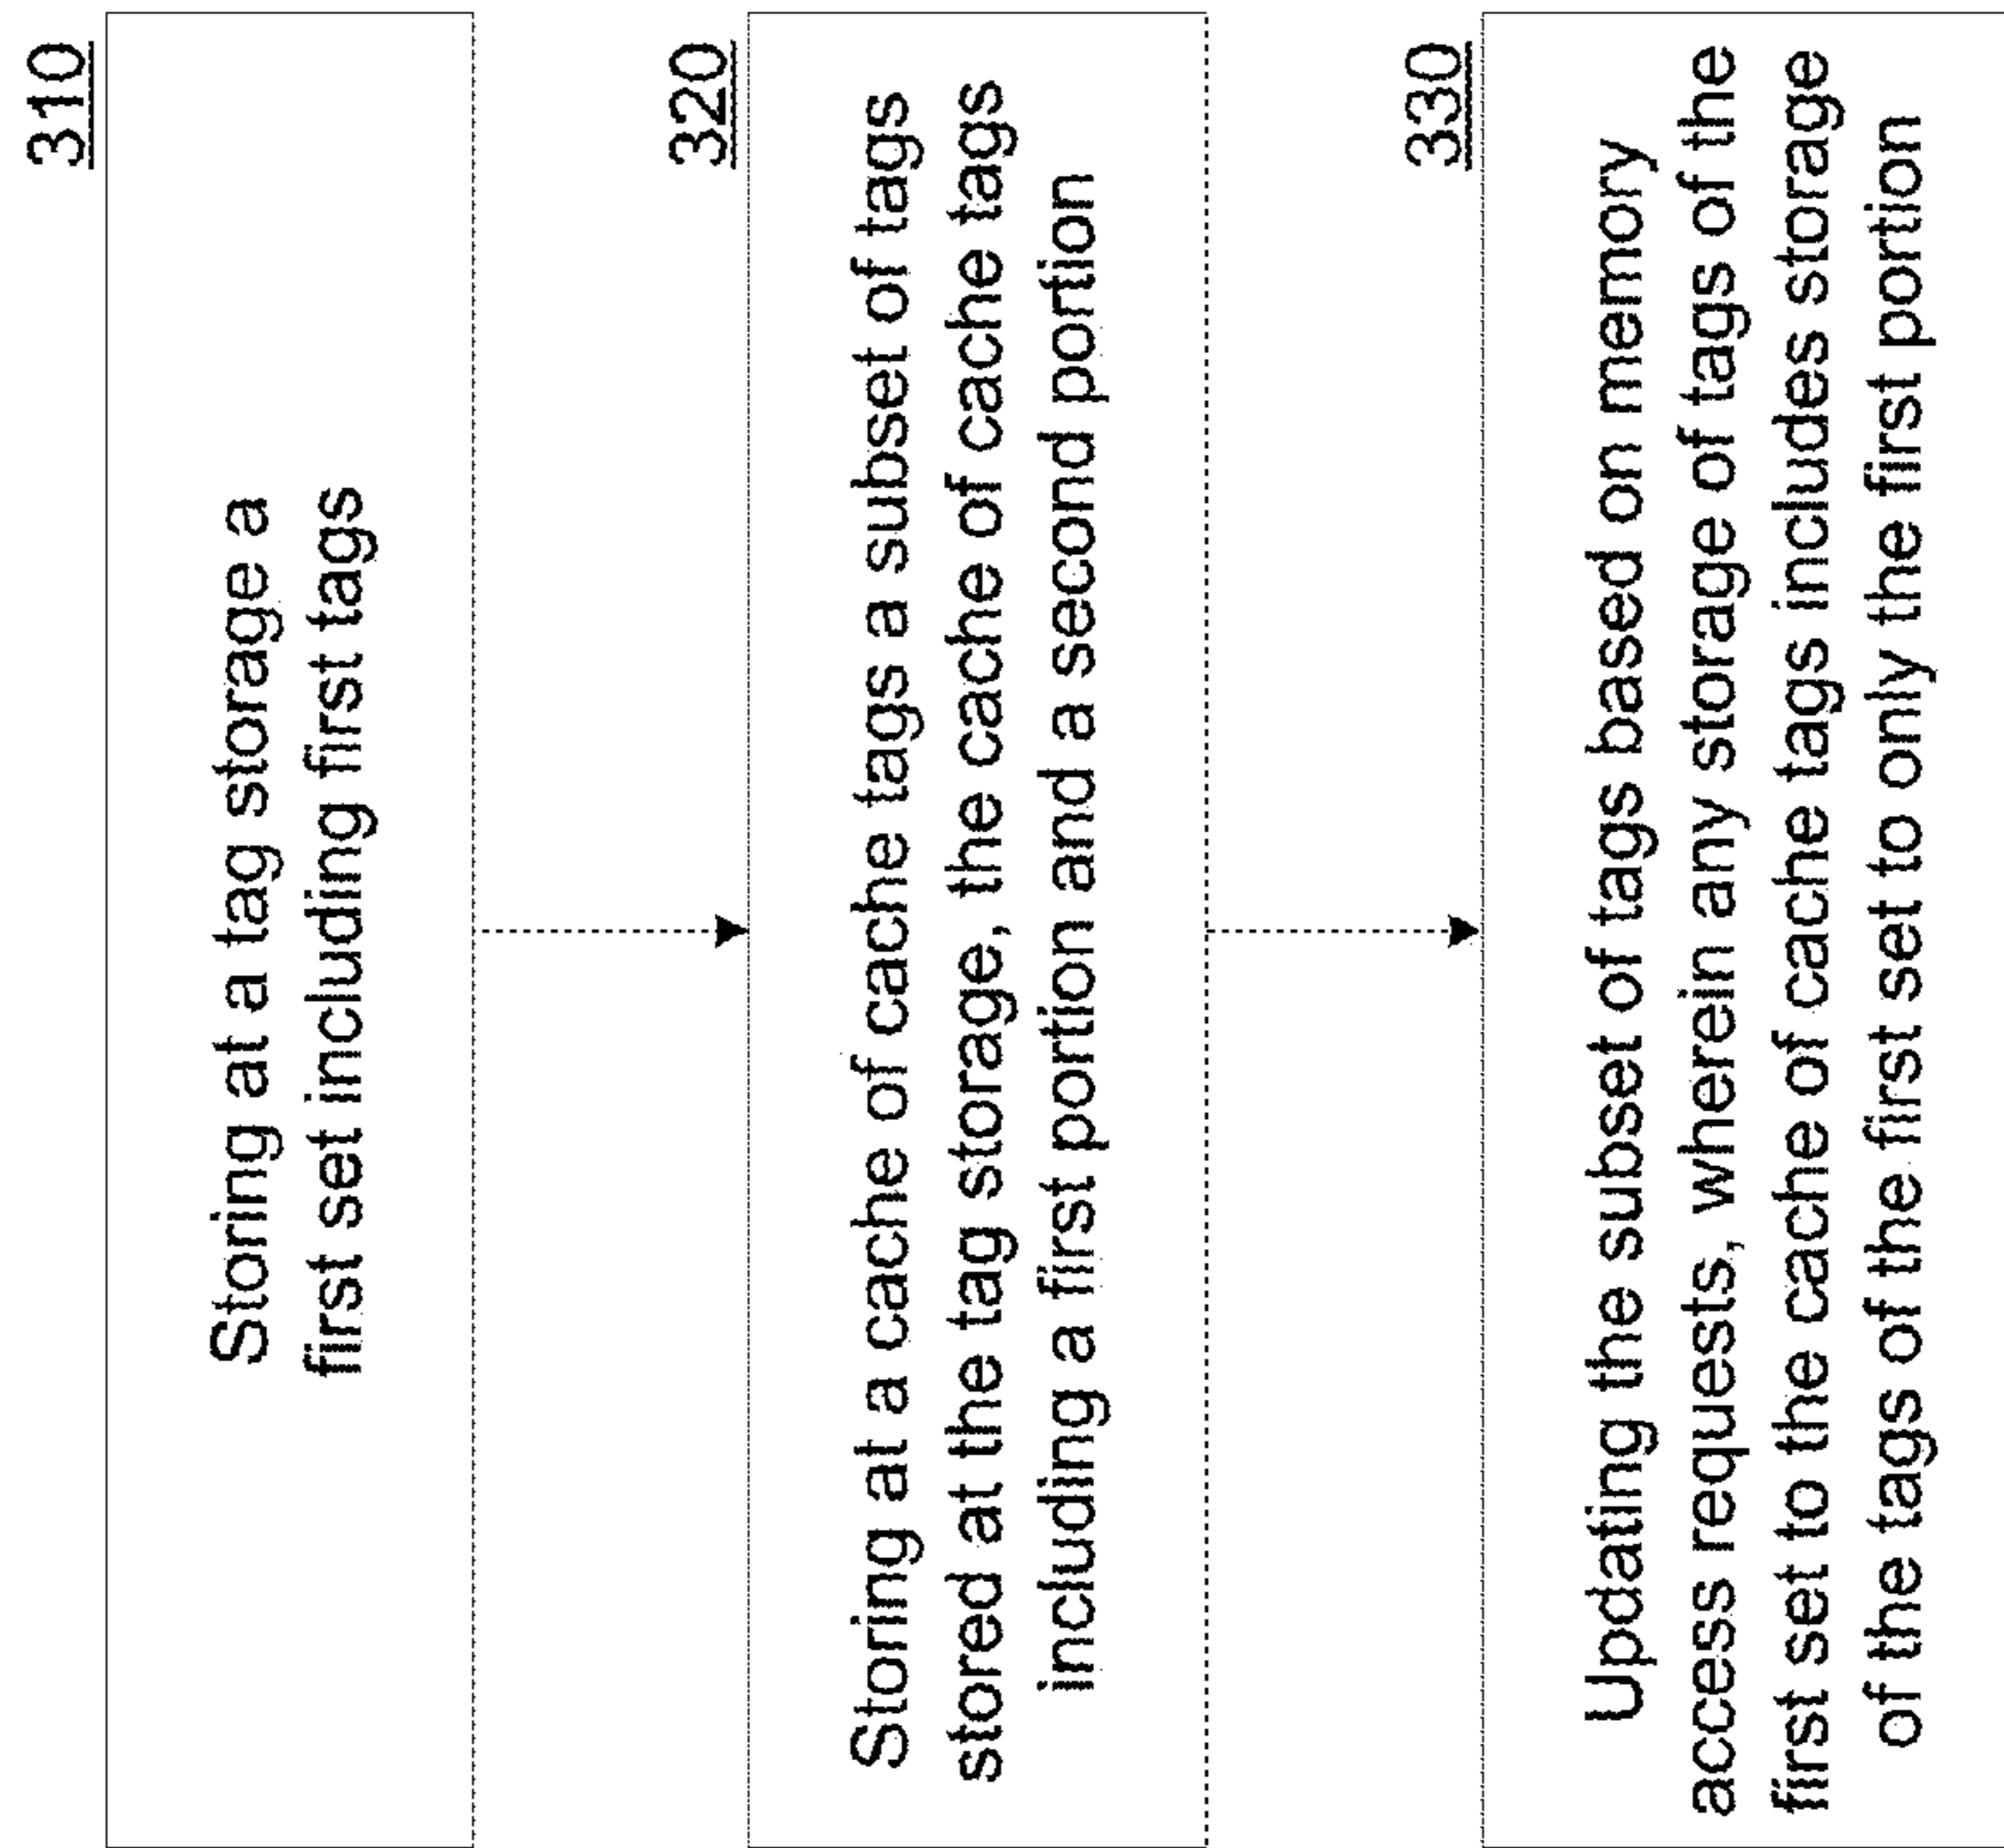 310
Storing at a tag storage a
first set including first tags
320
Storing at a cache of cache tags a subset of tags
stored at the tag storage, the cache of cache tags
including a first portion and a second portion
330
Updating the subset of tags based on memory
access requests, wherein any storage of tags of the
first set to the cache of cache tags includes storage
of the tags of the first set to only the first portion